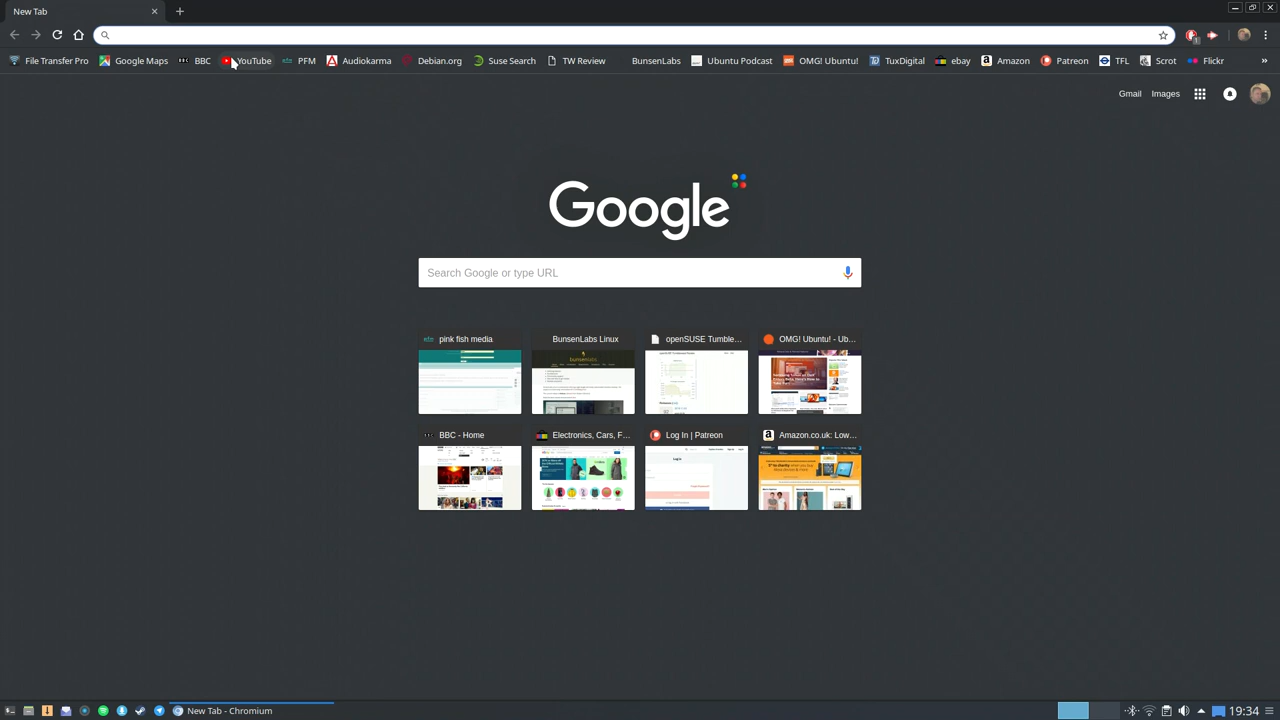 New Tab
File Transfer Pro Google Maps BBC YouTube PFM Audiokarma Debian.org Suse Search TW Review BunsenLabs Ubuntu Podcast OMG! Ubuntu! TuxDigital ebay Amazon Patreon TFL Scrot Flickr »
Gmail Images
Google
Search Google or type URL
pink fish media BunsenLabs Linux openSUSE Tumble... OMG! Ubuntu! - Ub...
BBC - Home Electronics, Cars, F... Log In | Patreon Amazon.co.uk: Low...
New Tab - Chromium 19:34